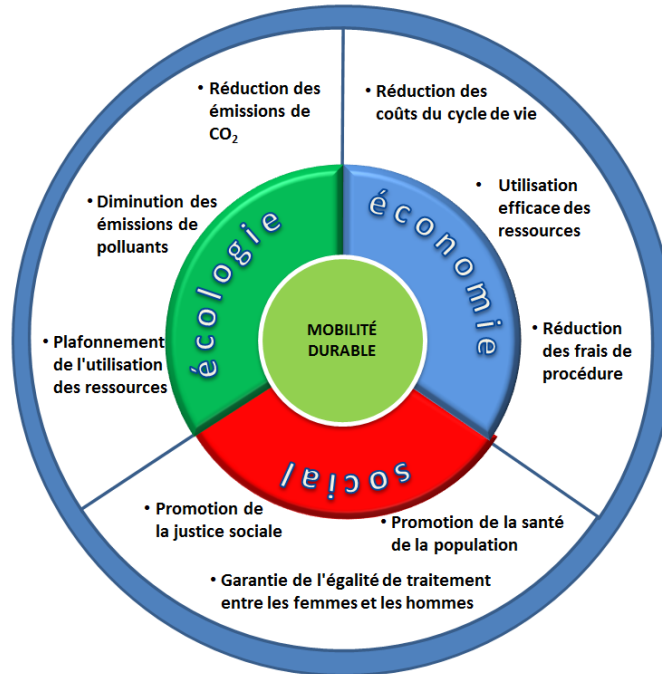 • Réduction des
émissions de
CO₂
• Diminution des
émissions de
polluants
• Plafonnement
de l'utilisation
des ressources
• Réduction des
coûts du cycle de vie
• Utilisation
efficace des
ressources
• Réduction
des frais de
procédure
écologie
économie
MOBILITÉ
DURABLE
social
• Promotion de
la justice sociale
• Promotion de la santé
de la population
• Garantie de l'égalité de traitement
entre les femmes et les hommes